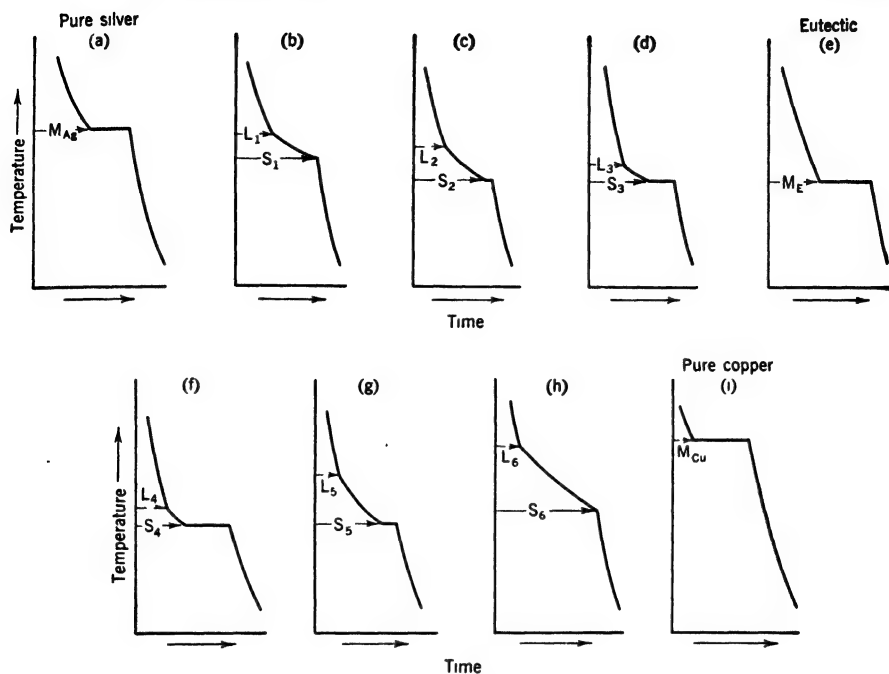 Pure silver
(a)
(b)
(c)
(d)
Eutectic
(e)
Temperature
M_Ag
L_1
S_1
L_2
S_2
L_3
S_3
M_E
Time
(f)
(g)
(h)
Pure copper
(i)
Temperature
L_4
S_4
L_5
S_5
L_6
S_6
M_Cu
Time